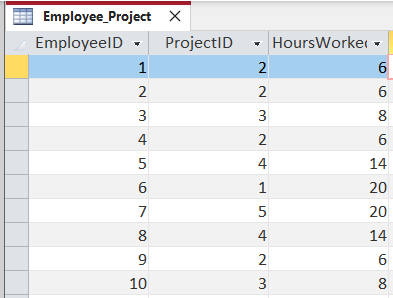 Employee_Project
EmployeeID ProjectID HoursWorked
1 2 6
2 2 6
3 3 8
4 2 6
5 4 14
6 1 20
7 5 20
8 4 14
9 2 6
10 3 8